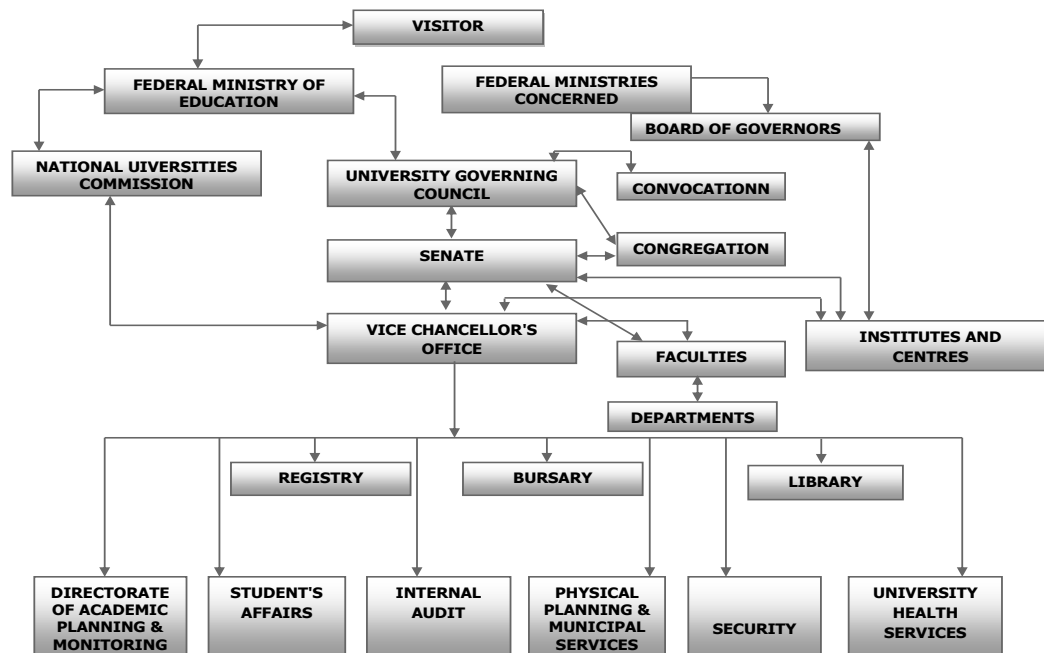 VISITOR
FEDERAL MINISTRY OF
EDUCATION
FEDERAL MINISTRIES
CONCERNED
BOARD OF GOVERNORS
NATIONAL UIVERSITIES
COMMISSION
UNIVERSITY GOVERNING
COUNCIL
CONVOCATIONN
CONGREGATION
SENATE
VICE CHANCELLOR'S
OFFICE
INSTITUTES AND
CENTRES
FACULTIES
DEPARTMENTS
REGISTRY
BURSARY
LIBRARY
DIRECTORATE
OF ACADEMIC
PLANNING &
MONITORING
STUDENT'S
AFFAIRS
INTERNAL
AUDIT
PHYSICAL
PLANNING &
MUNICIPAL
SERVICES
SECURITY
UNIVERSITY
HEALTH
SERVICES